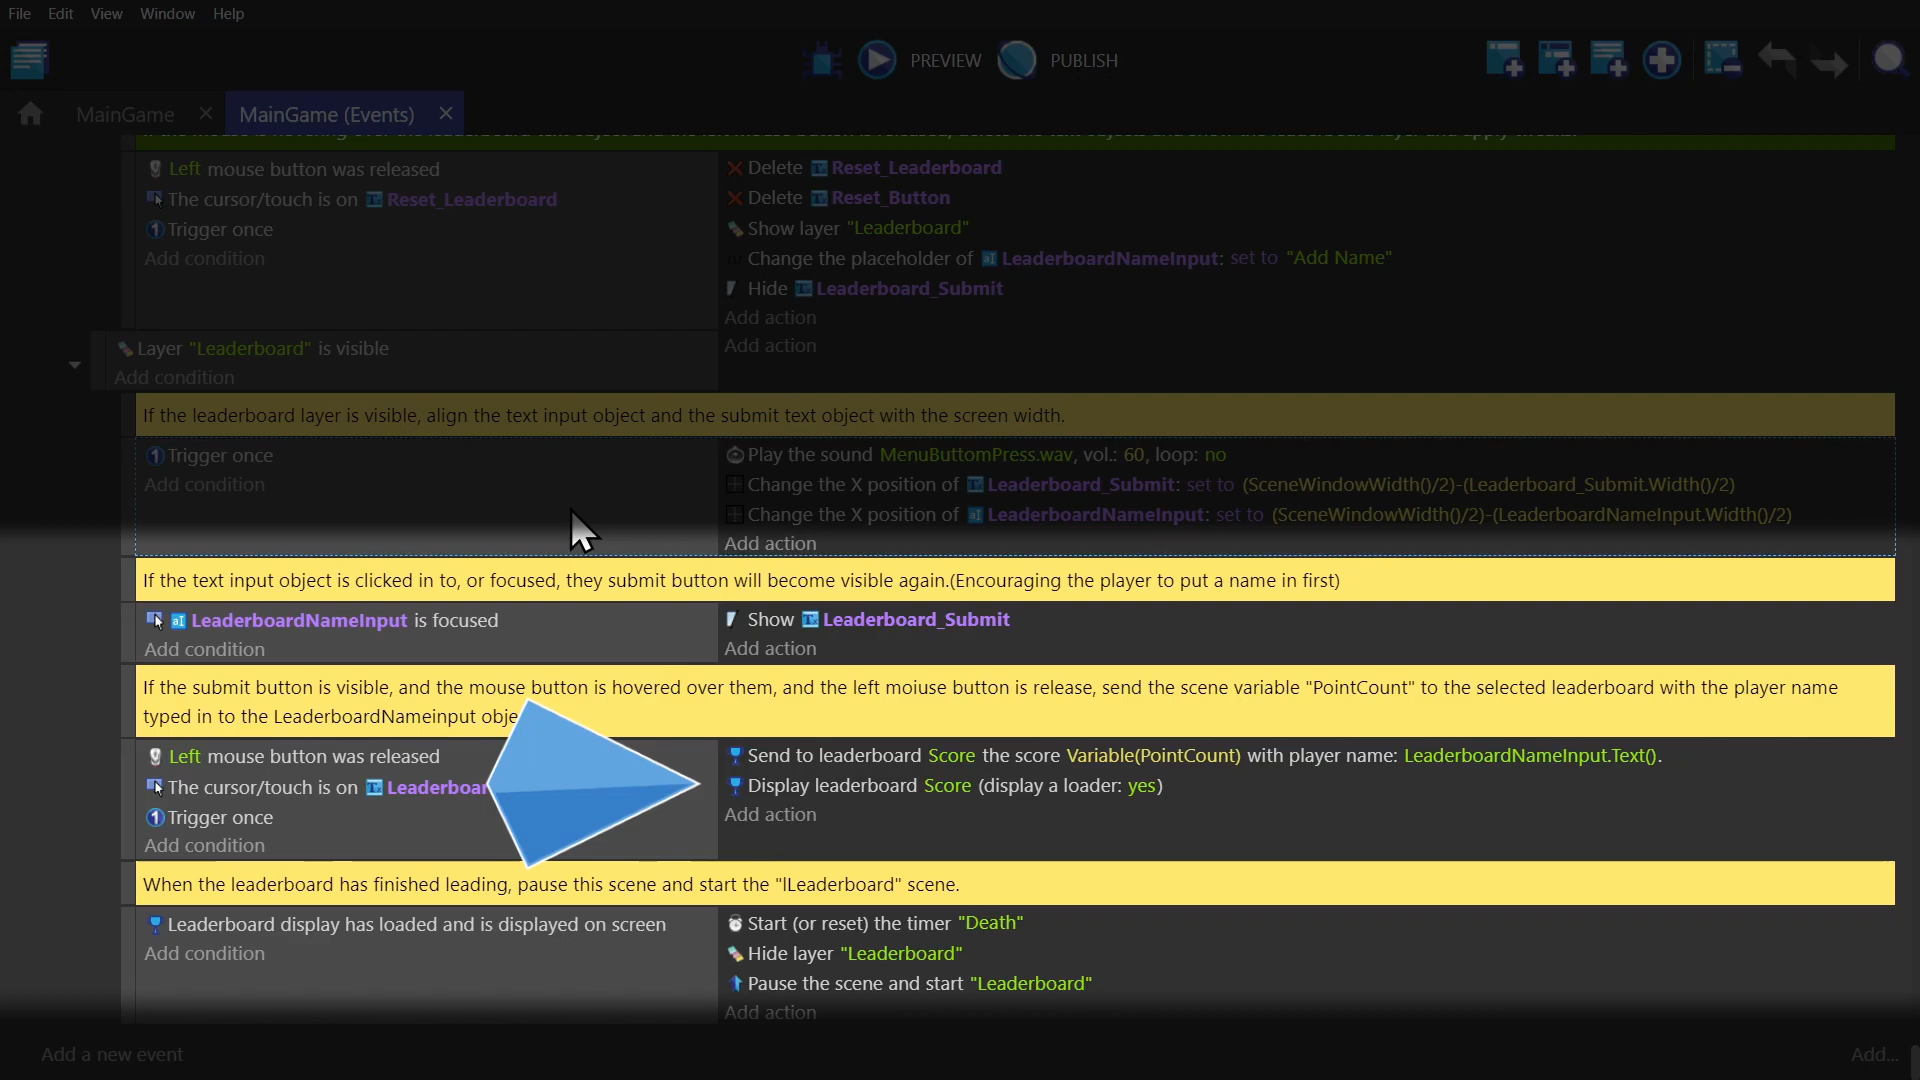 File Edit View Window Help
PREVIEW PUBLISH
MainGame × MainGame (Events) ×
Left mouse button was released
The cursor/touch is on Reset_Leaderboard
Trigger once
Add condition
Delete Reset_Leaderboard
Delete Reset_Button
Show layer "Leaderboard"
Change the placeholder of LeaderboardNameInput: set to "Add Name"
Hide Leaderboard_Submit
Add action
Layer "Leaderboard" is visible
Add condition
Add action
If the leaderboard layer is visible, align the text input object and the submit text object with the screen width.
Trigger once
Add condition
Play the sound MenuButtomPress.wav, vol.: 60, loop: no
Change the X position of Leaderboard_Submit: set to (SceneWindowWidth()/2)-(Leaderboard_Submit.Width()/2)
Change the X position of LeaderboardNameInput: set to (SceneWindowWidth()/2)-(LeaderboardNameInput.Width()/2)
Add action
If the text input object is clicked in to, or focused, they submit button will become visible again.(Encouraging the player to put a name in first)
LeaderboardNameInput is focused
Add condition
Show Leaderboard_Submit
Add action
If the submit button is visible, and the mouse button is hovered over them, and the left moiuse button is release, send the scene variable "PointCount" to the selected leaderboard with the player name
typed in to the LeaderboardNameinput obje
Left mouse button was released
The cursor/touch is on Leaderboar
Trigger once
Add condition
Send to leaderboard Score the score Variable(PointCount) with player name: LeaderboardNameInput.Text().
Display leaderboard Score (display a loader: yes)
Add action
When the leaderboard has finished leading, pause this scene and start the "lLeaderboard" scene.
Leaderboard display has loaded and is displayed on screen
Add condition
Start (or reset) the timer "Death"
Hide layer "Leaderboard"
Pause the scene and start "Leaderboard"
Add action
Add a new event
Add...